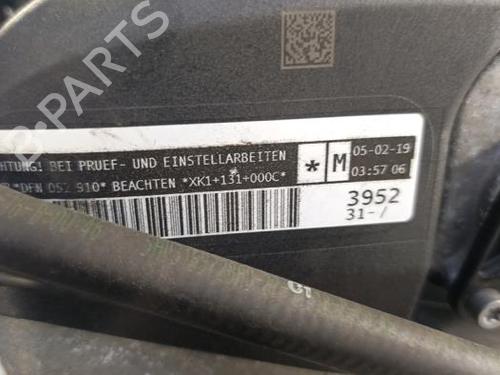 HTUNG! BEI PRUEF- UND EINSTELLARBEITEN
*DFN 052 910* BEACHTEN *XK1+131+000C*
* M 05-02-19
03:57 06
3952
31-/
B-PARTS